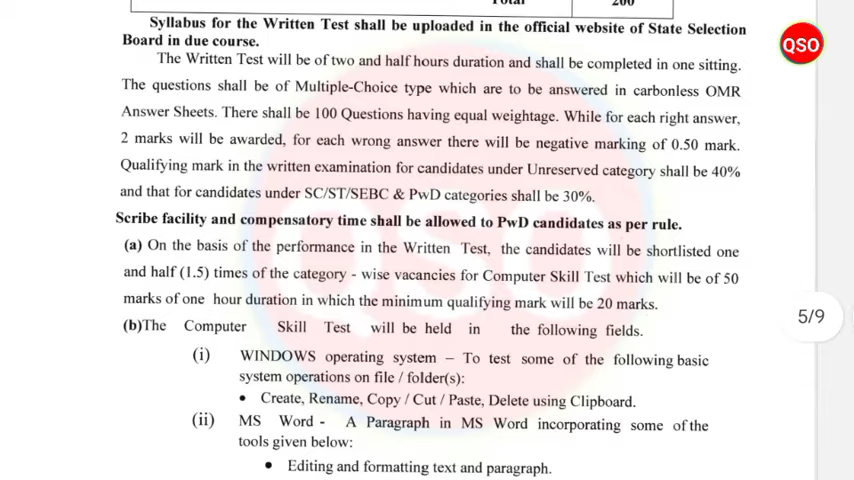 Total 200
Syllabus for the Written Test shall be uploaded in the official website of State Selection
Board in due course.
The Written Test will be of two and half hours duration and shall be completed in one sitting.
The questions shall be of Multiple-Choice type which are to be answered in carbonless OMR
Answer Sheets. There shall be 100 Questions having equal weightage. While for each right answer,
2 marks will be awarded, for each wrong answer there will be negative marking of 0.50 mark.
Qualifying mark in the written examination for candidates under Unreserved category shall be 40%
and that for candidates under SC/ST/SEBC & PwD categories shall be 30%.
Scribe facility and compensatory time shall be allowed to PwD candidates as per rule.
(a) On the basis of the performance in the Written Test, the candidates will be shortlisted one
and half (1.5) times of the category - wise vacancies for Computer Skill Test which will be of 50
marks of one hour duration in which the minimum qualifying mark will be 20 marks.
(b)The Computer Skill Test will be held in the following fields.
(i) WINDOWS operating system – To test some of the following basic
system operations on file / folder(s):
• Create, Rename, Copy / Cut / Paste, Delete using Clipboard.
(ii) MS Word - A Paragraph in MS Word incorporating some of the
tools given below:
• Editing and formatting text and paragraph.
QSO
5/9
QSO